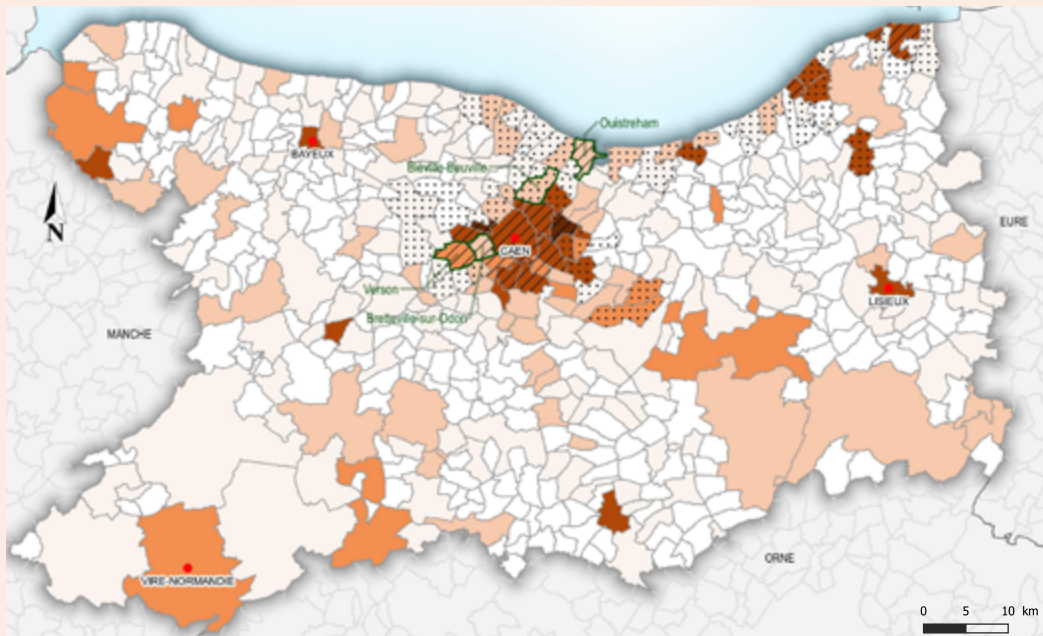 Ouistreham
BAYEUX
Biéville-Beuville
N
EURE
CAEN
Verson
LISIEUX
Bretteville-sur-Odon
MANCHE
ORNE
VIRE-NORMANDIE
0 5 10 km